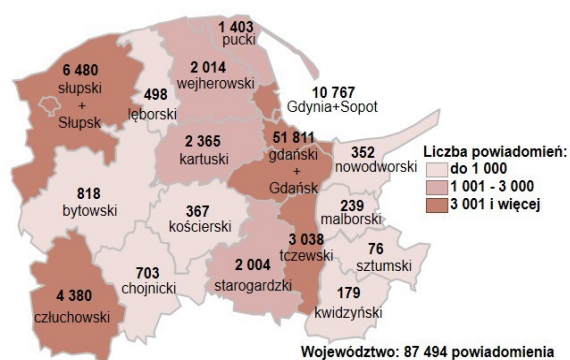 1 403
pucki
6 480
słupski
+
Słupsk
498
lęborski
2 014
wejherowski
10 767
Gdynia+Sopot
2 365
kartuski
51 811
gdański
+
Gdańsk
352
nowodworski
Liczba powiadomień:
do 1 000
1 001 - 3 000
3 001 i więcej
818
bytowski
367
kościerski
239
malborski
3 038
tczewski
76
sztumski
4 380
człuchowski
703
chojnicki
2 004
starogardzki
179
kwidzyński
Województwo: 87 494 powiadomienia